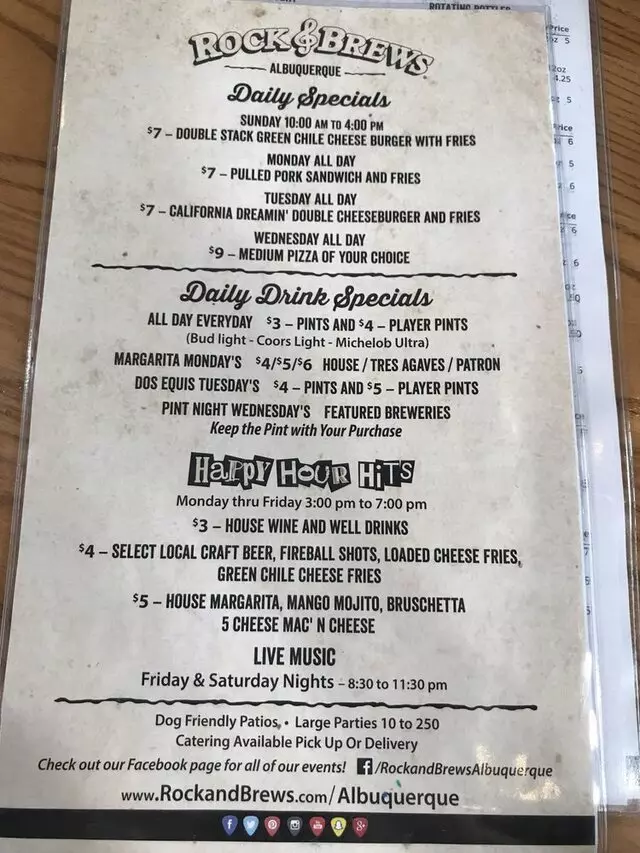 ROCK & BREWS
ALBUQUERQUE
Daily Specials
SUNDAY 10:00 AM TO 4:00 PM
$7 – DOUBLE STACK GREEN CHILE CHEESE BURGER WITH FRIES
MONDAY ALL DAY
$7 – PULLED PORK SANDWICH AND FRIES
TUESDAY ALL DAY
$7 – CALIFORNIA DREAMIN' DOUBLE CHEESEBURGER AND FRIES
WEDNESDAY ALL DAY
$9 – MEDIUM PIZZA OF YOUR CHOICE
Daily Drink Specials
ALL DAY EVERYDAY $3 – PINTS AND $4 – PLAYER PINTS
(Bud light - Coors Light - Michelob Ultra)
MARGARITA MONDAY'S $4/$5/$6 HOUSE / TRES AGAVES / PATRON
DOS EQUIS TUESDAY'S $4 – PINTS AND $5 – PLAYER PINTS
PINT NIGHT WEDNESDAY'S FEATURED BREWERIES
Keep the Pint with Your Purchase
HaPPY HOUR HiTS
Monday thru Friday 3:00 pm to 7:00 pm
$3 – HOUSE WINE AND WELL DRINKS
$4 – SELECT LOCAL CRAFT BEER, FIREBALL SHOTS, LOADED CHEESE FRIES,
GREEN CHILE CHEESE FRIES
$5 – HOUSE MARGARITA, MANGO MOJITO, BRUSCHETTA
5 CHEESE MAC' N CHEESE
LIVE MUSIC
Friday & Saturday Nights – 8:30 to 11:30 pm
Dog Friendly Patios, • Large Parties 10 to 250
Catering Available Pick Up Or Delivery
Check out our Facebook page for all of our events! f/RockandBrewsAlbuquerque
www.RockandBrews.com/Albuquerque